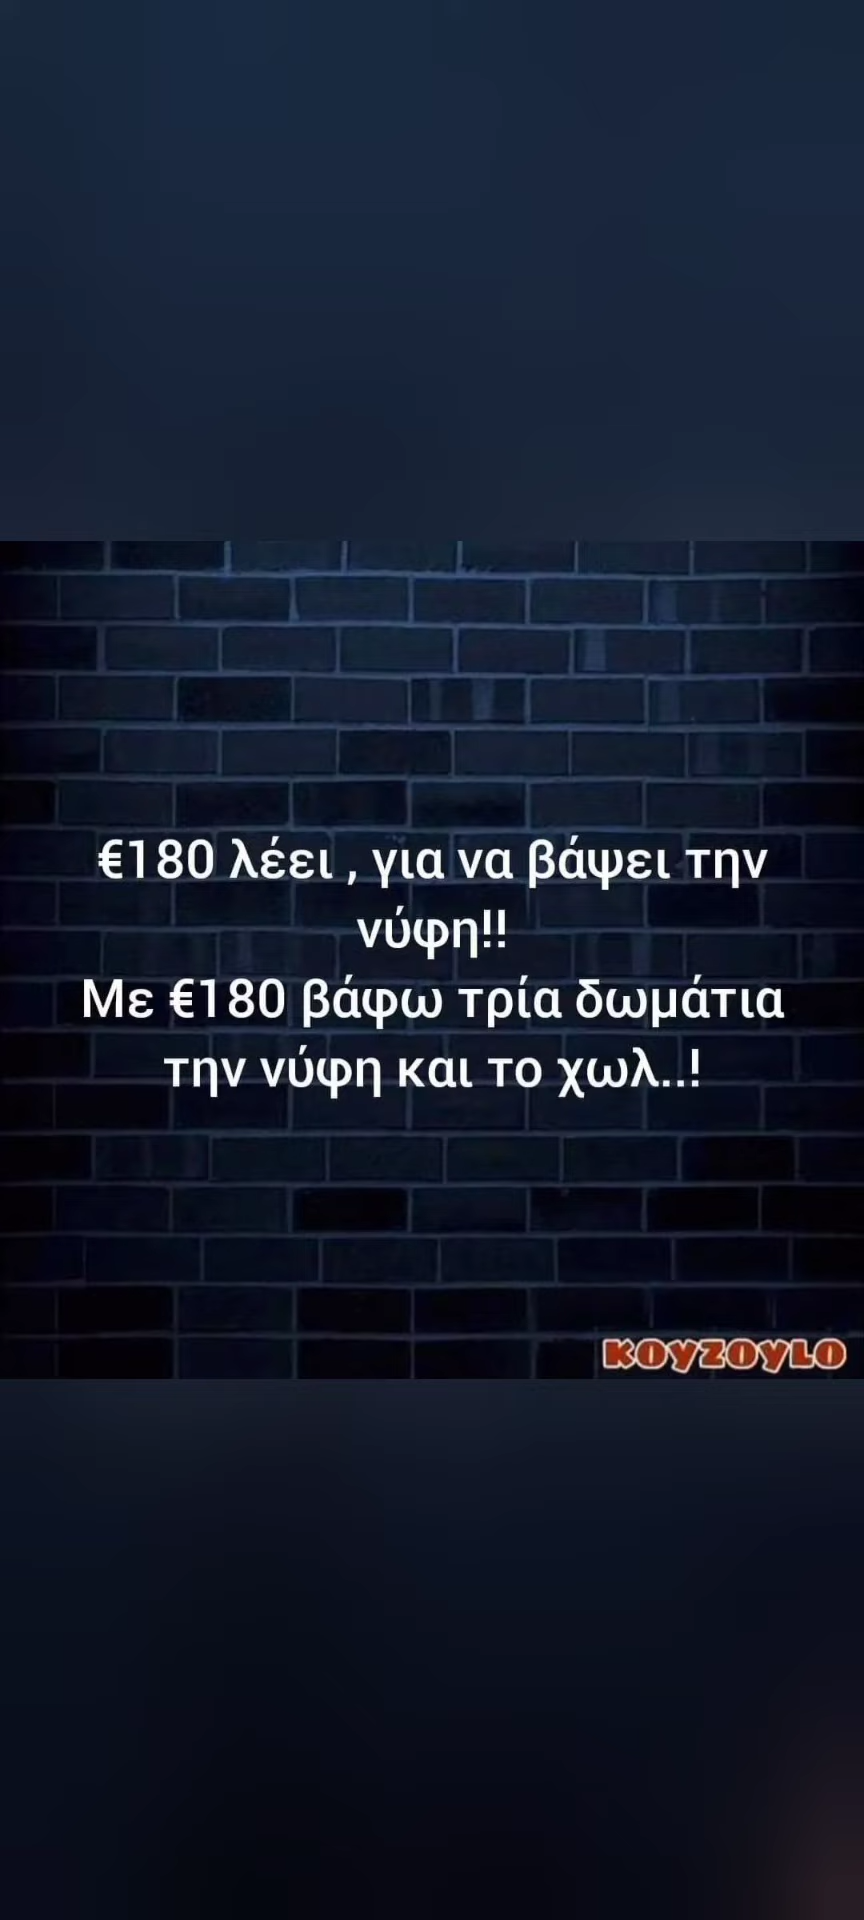 €180 λέει , για να βάψει την
νύφη!!
Με €180 βάφω τρία δωμάτια
την νύφη και το χωλ..!
KOYZOYLO